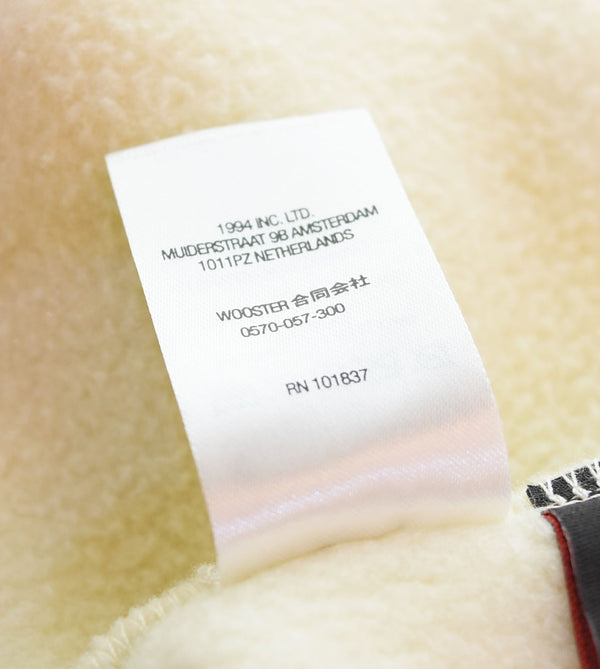 1994 INC. LTD.
MUIDERSTRAAT 9B AMSTERDAM
1011PZ NETHERLANDS
WOOSTER 合同会社
0570-057-300
RN 101837